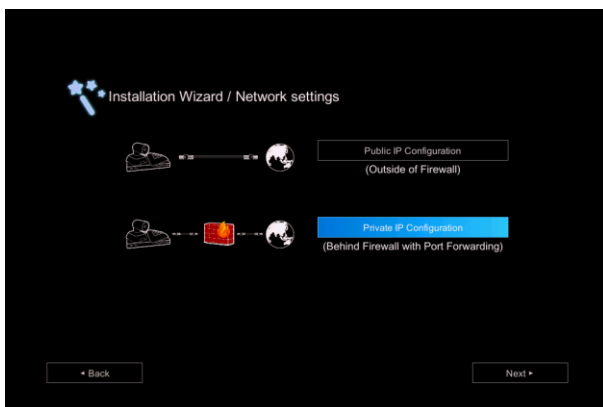 Installation Wizard / Network settings
Public IP Configuration
(Outside of Firewall)
Private IP Configuration
(Behind Firewall with Port Forwarding)
◂ Back
Next ▸